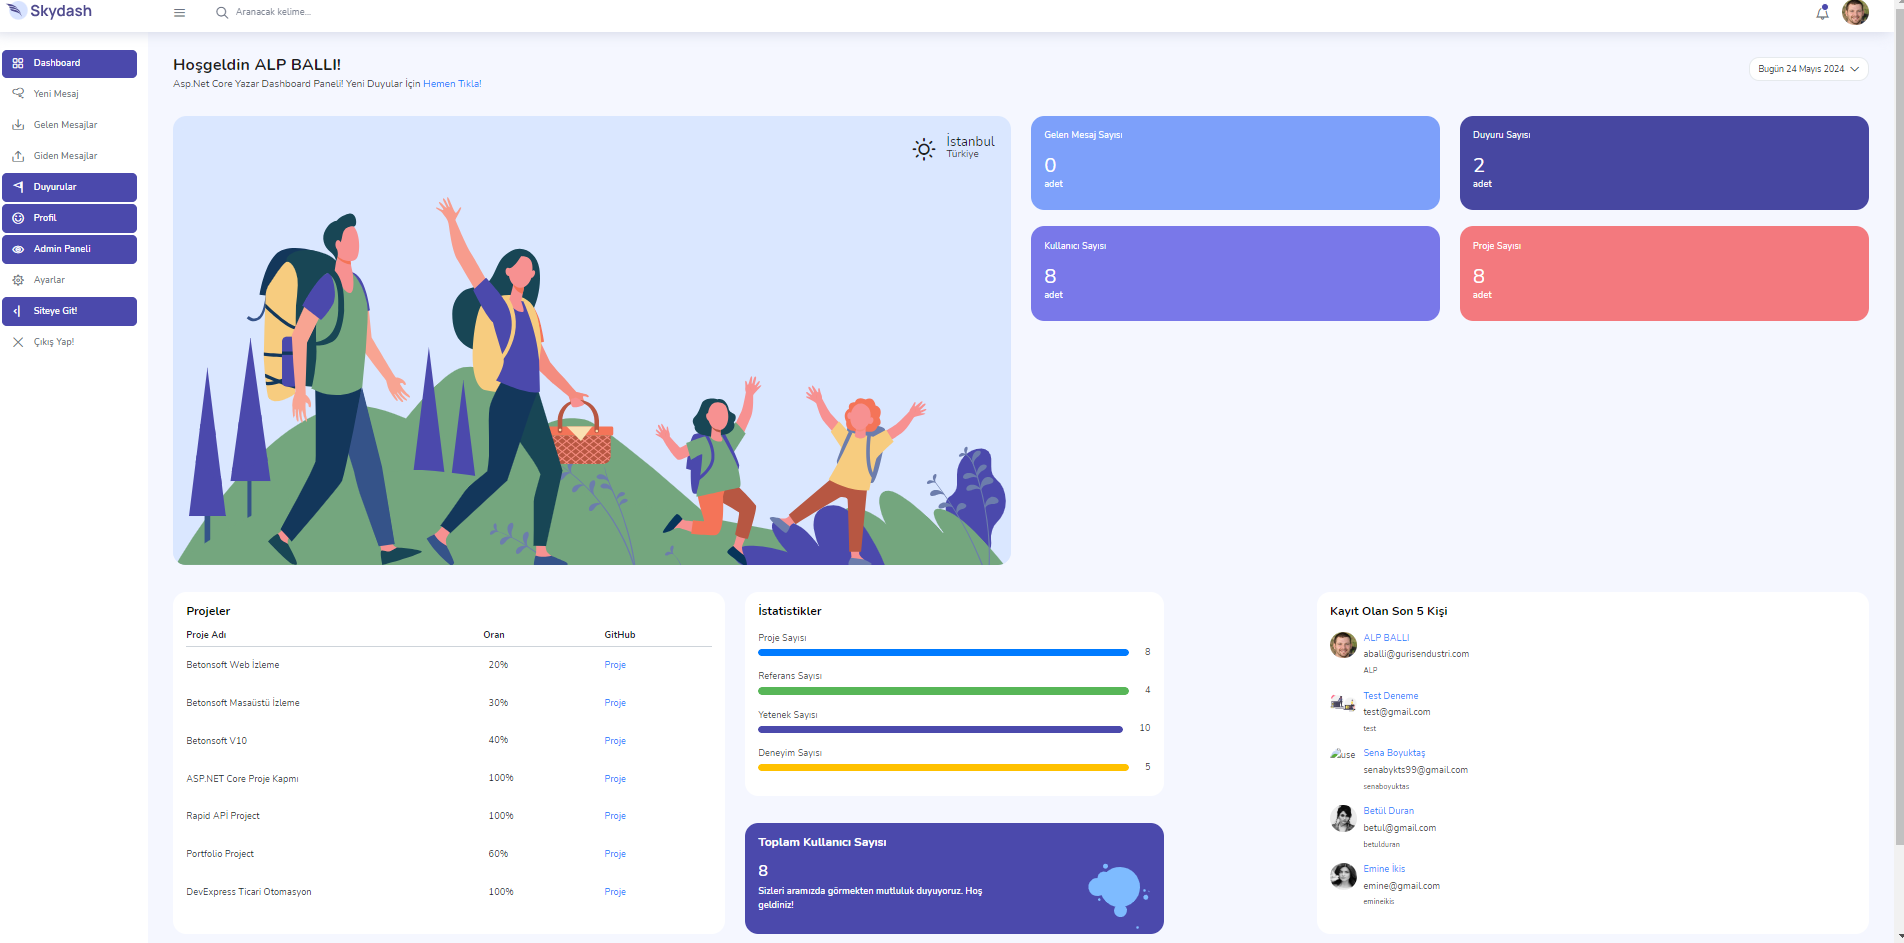 Skydash
Aranacak kelime...
Dashboard
Yeni Mesaj
Gelen Mesajlar
Giden Mesajlar
Duyurular
Profil
Admin Paneli
Ayarlar
Siteye Git!
Çıkış Yap!
Hoşgeldin ALP BALLI!
Asp.Net Core Yazar Dashboard Paneli! Yeni Duyular İçin Hemen Tıkla!
Bugün 24 Mayıs 2024
İstanbul
Türkiye
Gelen Mesaj Sayısı
0
adet
Duyuru Sayısı
2
adet
Kullanıcı Sayısı
8
adet
Proje Sayısı
8
adet
Projeler
Proje Adı Oran GitHub
Betonsoft Web İzleme 20% Proje
Betonsoft Masaüstü İzleme 30% Proje
Betonsoft V10 40% Proje
ASP.NET Core Proje Kapmı 100% Proje
Rapid APİ Project 100% Proje
Portfolio Project 60% Proje
DevExpress Ticari Otomasyon 100% Proje
İstatistikler
Proje Sayısı
8
Referans Sayısı
4
Yetenek Sayısı
10
Deneyim Sayısı
5
Toplam Kullanıcı Sayısı
8
Sizleri aramızda görmekten mutluluk duyuyoruz. Hoş
geldiniz!
Kayıt Olan Son 5 Kişi
ALP BALLI
aballi@gurisendustri.com
ALP
Test Deneme
test@gmail.com
test
use
Sena Boyuktaş
senabykts99@gmail.com
senaboyuktas
Betül Duran
betul@gmail.com
betulduran
Emine İkis
emine@gmail.com
emineikis